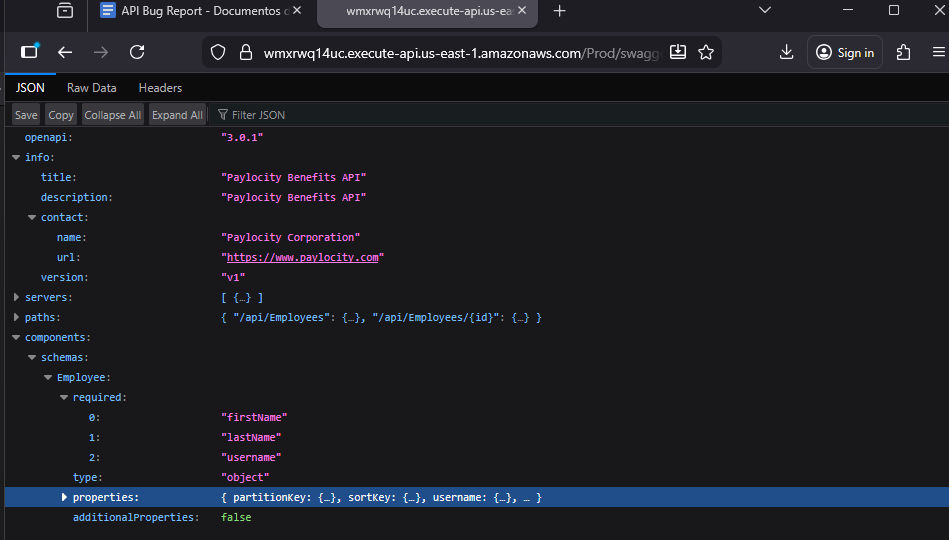 API Bug Report - Documentos d
wmxrwq14uc.execute-api.us-eas
wmxrwq14uc.execute-api.us-east-1.amazonaws.com/Prod/swagg
Sign in
JSON Raw Data Headers
Save Copy Collapse All Expand All Filter JSON
openapi: "3.0.1"
info:
title: "Paylocity Benefits API"
description: "Paylocity Benefits API"
contact:
name: "Paylocity Corporation"
url: "https://www.paylocity.com"
version: "v1"
servers: [ {…} ]
paths: { "/api/Employees": {…}, "/api/Employees/{id}": {…} }
components:
schemas:
Employee:
required:
0: "firstName"
1: "lastName"
2: "username"
type: "object"
properties: { partitionKey: {…}, sortKey: {…}, username: {…}, … }
additionalProperties: false